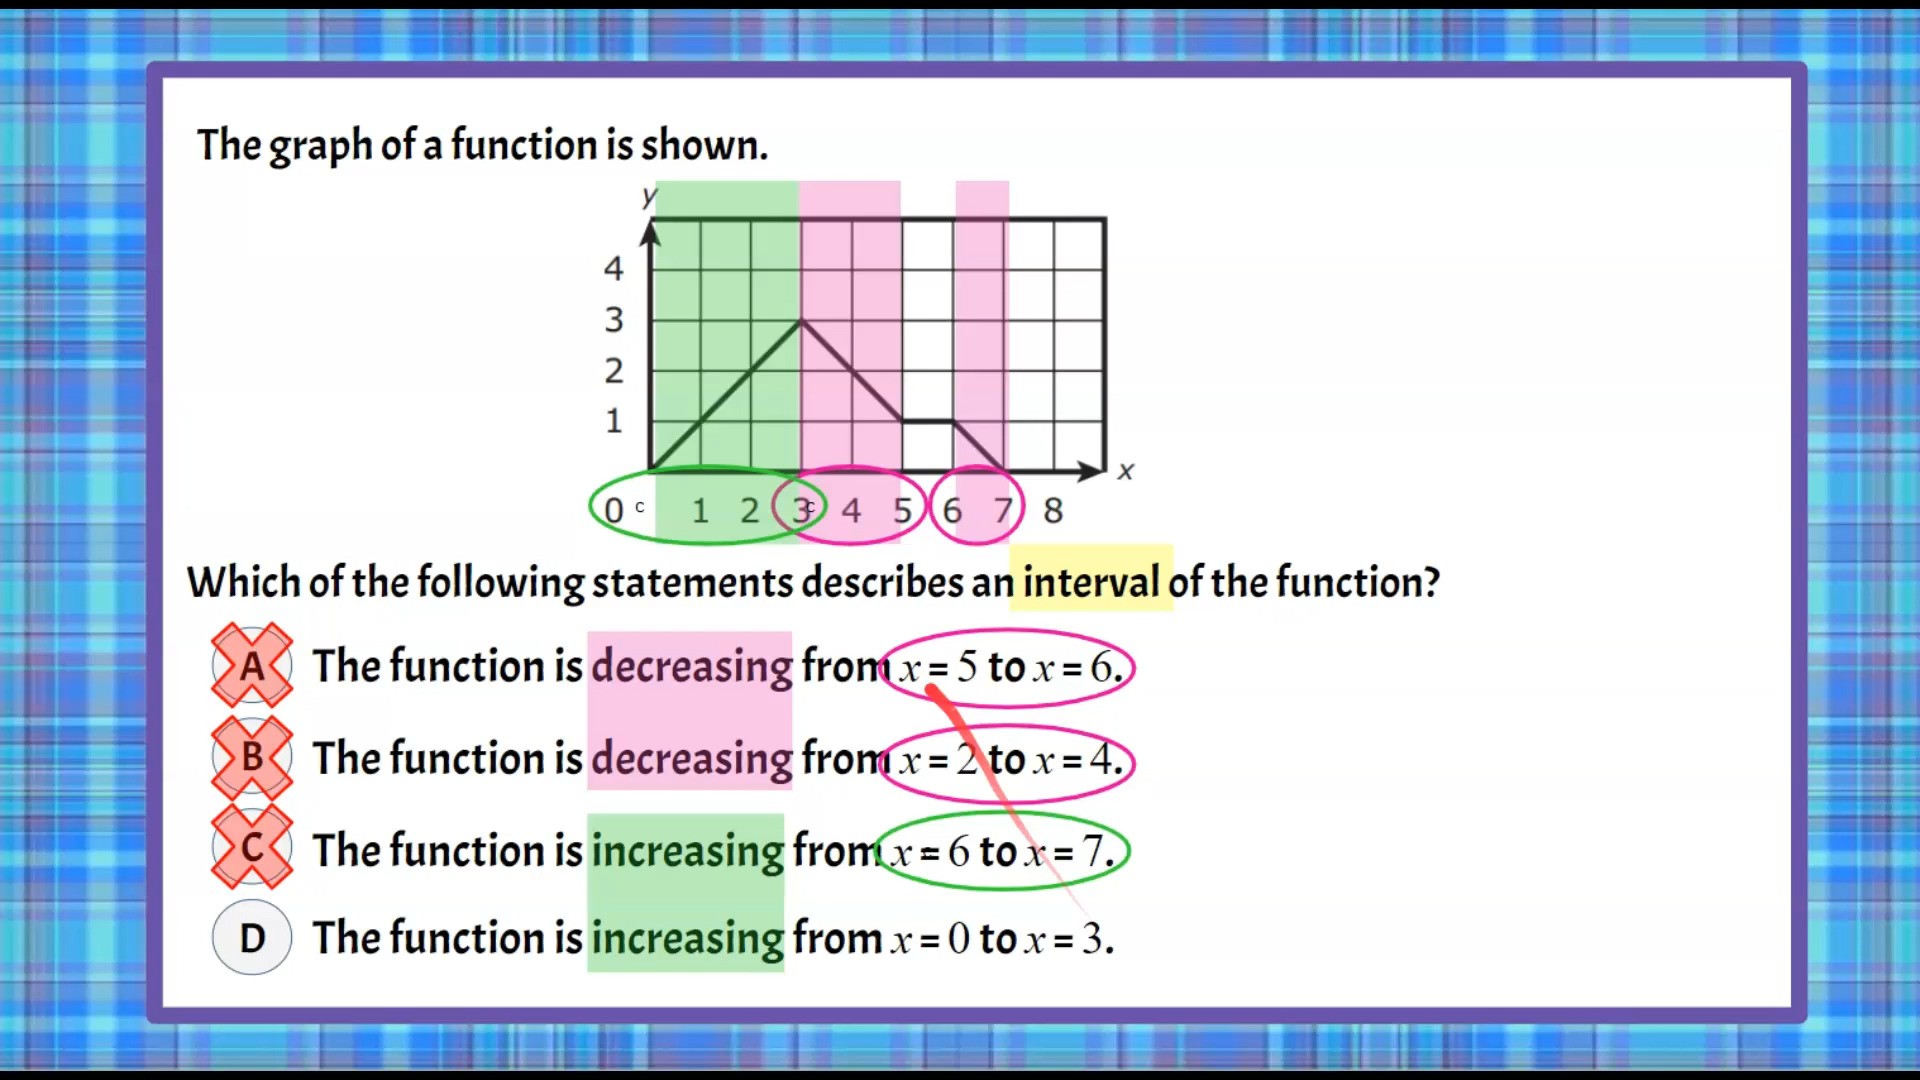 The graph of a function is shown.
y
4
3
2
1
x
0 c 1 2 3 c 4 5 6 7 8
Which of the following statements describes an interval of the function?
A The function is decreasing from x = 5 to x = 6.
B The function is decreasing from x = 2 to x = 4.
C The function is increasing from x = 6 to x = 7.
D The function is increasing from x = 0 to x = 3.